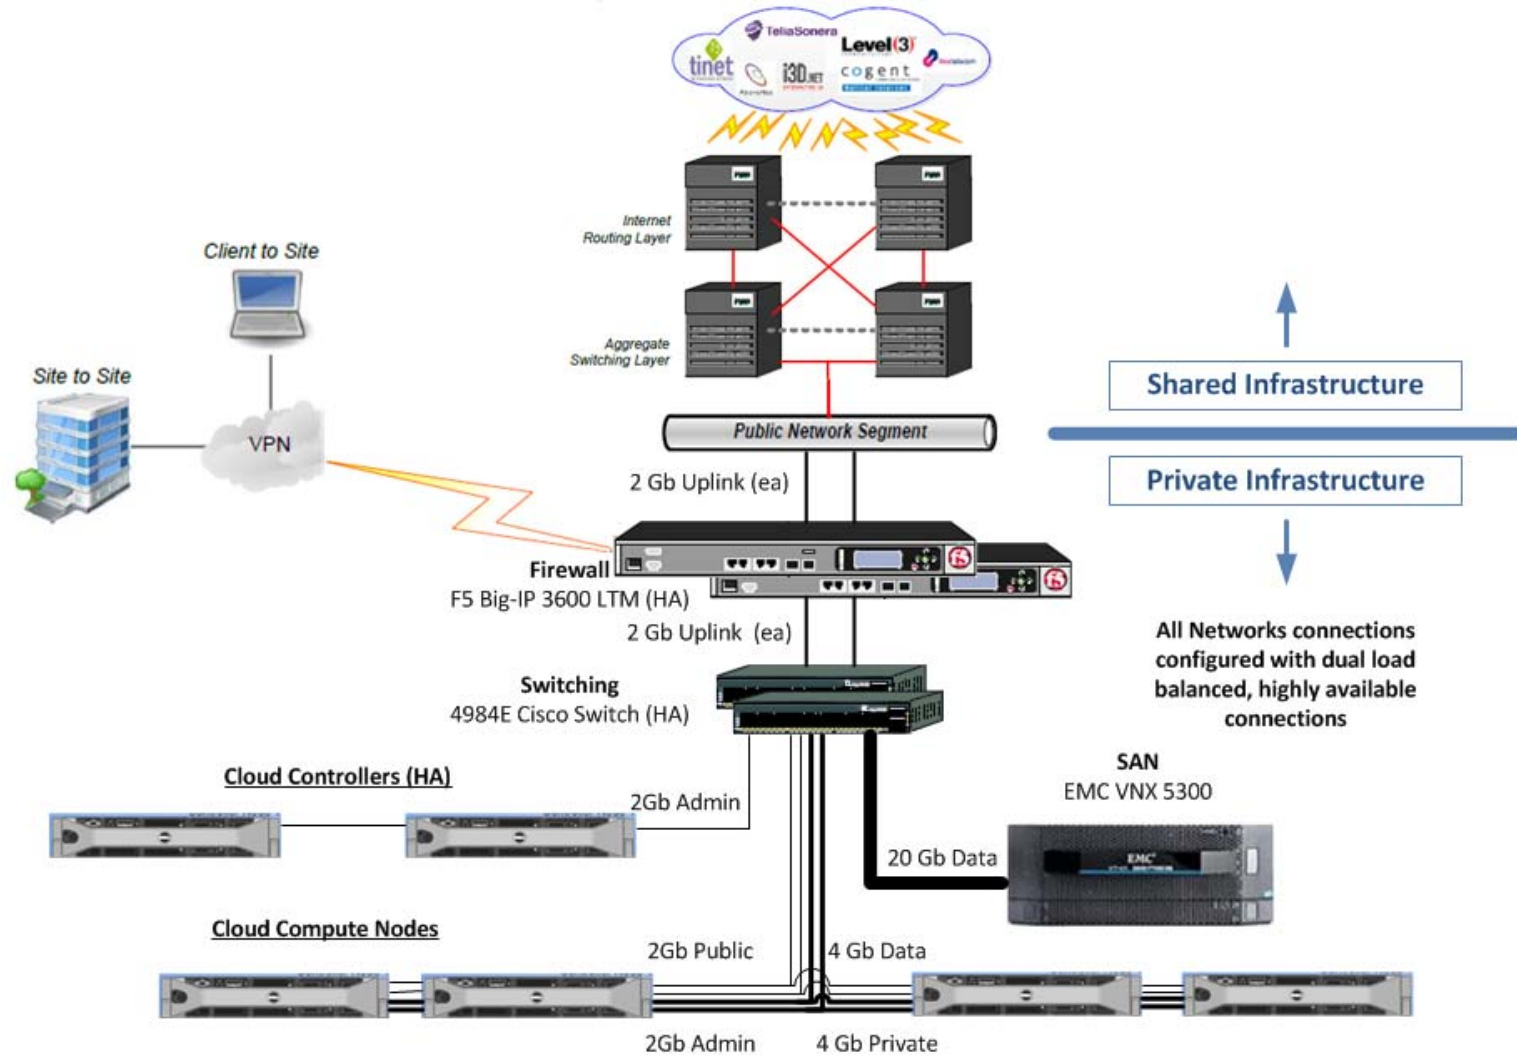 TeliaSonera
Level(3)
tinet
i3D.NET
cogent
Internet
Routing Layer
Client to Site
Aggregate
Switching Layer
Site to Site
Shared Infrastructure
VPN
Public Network Segment
Private Infrastructure
2 Gb Uplink (ea)
Firewall
F5 Big-IP 3600 LTM (HA)
2 Gb Uplink (ea)
All Networks connections
configured with dual load
balanced, highly available
connections
Switching
4984E Cisco Switch (HA)
SAN
EMC VNX 5300
Cloud Controllers (HA)
2Gb Admin
20 Gb Data
EMC²
Cloud Compute Nodes
2Gb Public
4 Gb Data
2Gb Admin
4 Gb Private